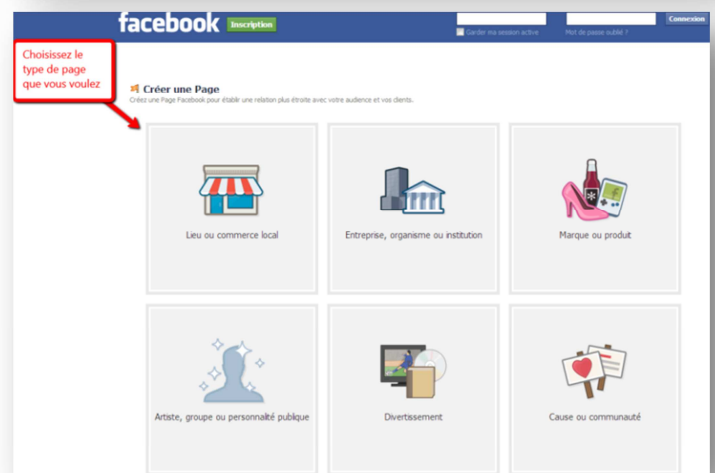 facebook
Inscription
Connexion
Garder ma session active
Mot de passe oublié ?
Choisissez le
type de page
que vous voulez
Créer une Page
Créez une Page Facebook pour établir une relation plus étroite avec votre audience et vos clients.
Lieu ou commerce local
Entreprise, organisme ou institution
Marque ou produit
Artiste, groupe ou personnalité publique
Divertissement
Cause ou communauté